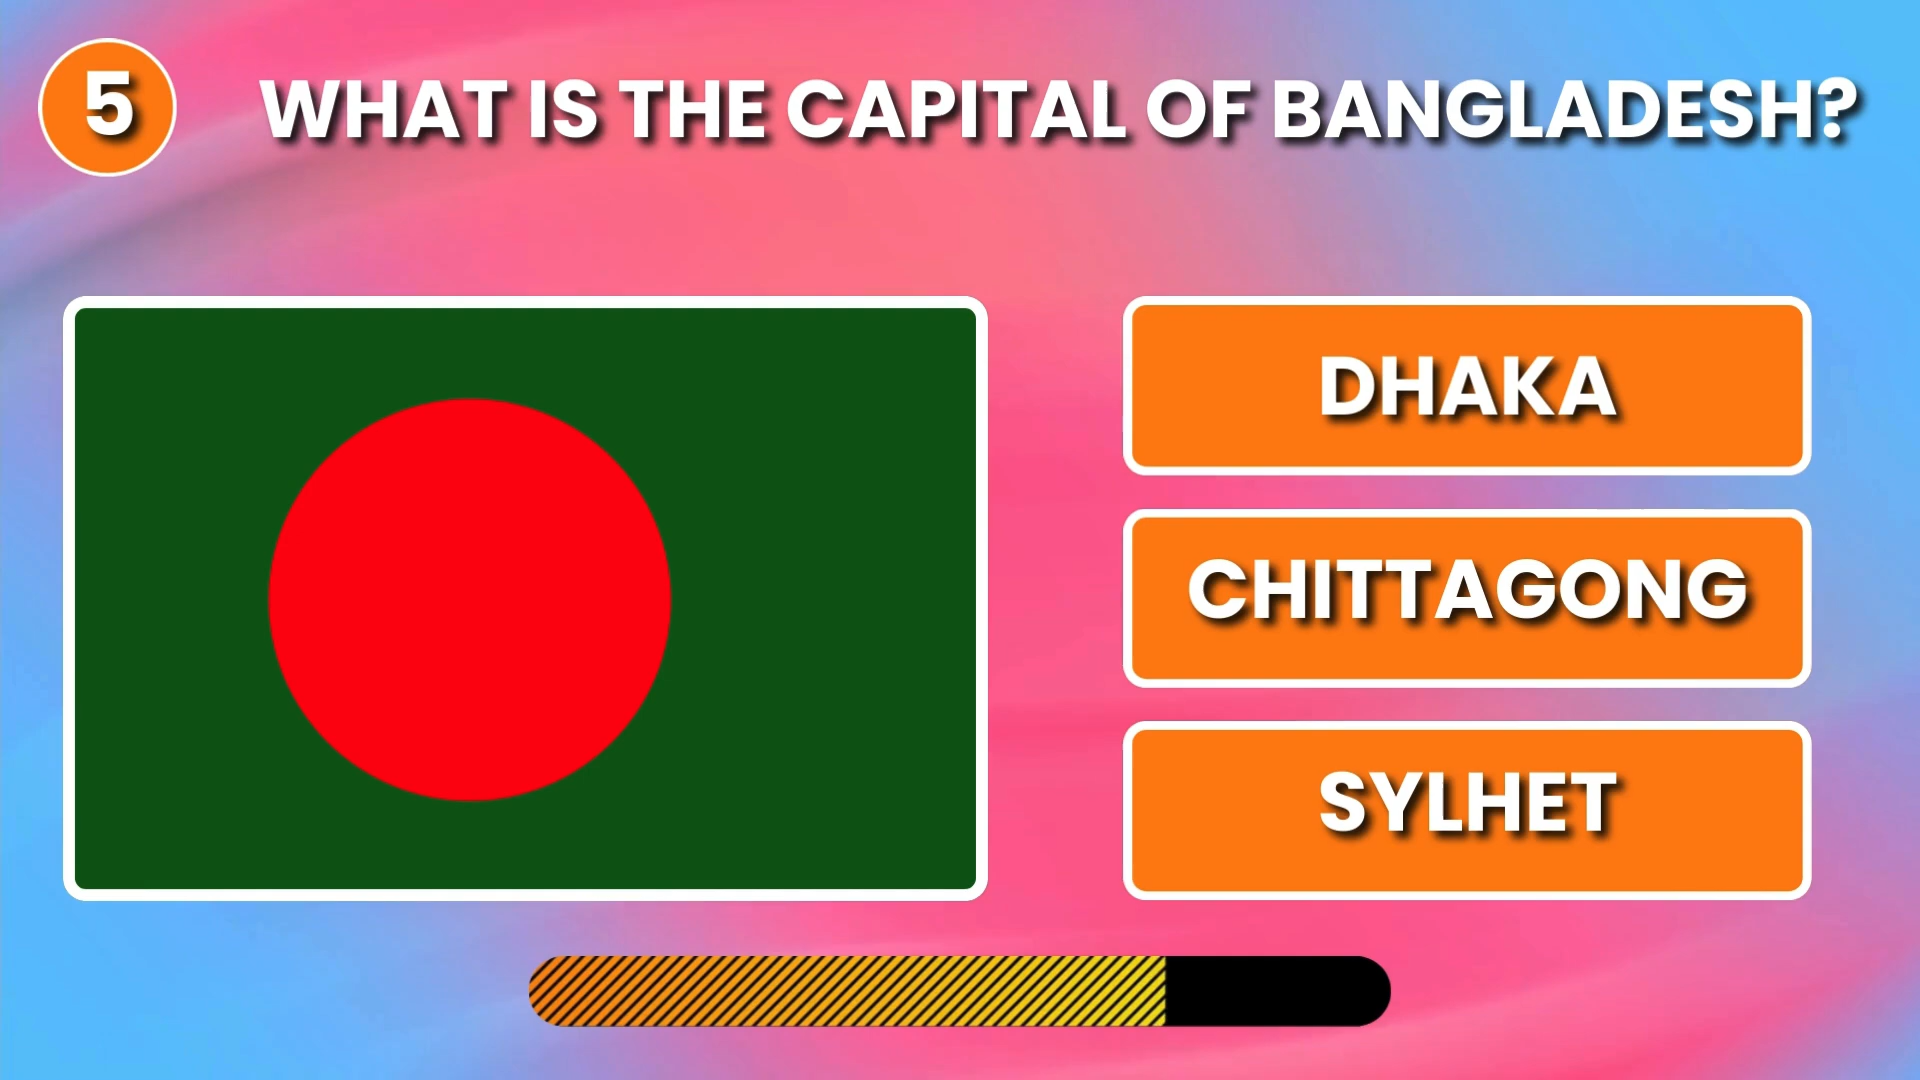 5
WHAT IS THE CAPITAL OF BANGLADESH?
DHAKA
CHITTAGONG
SYLHET